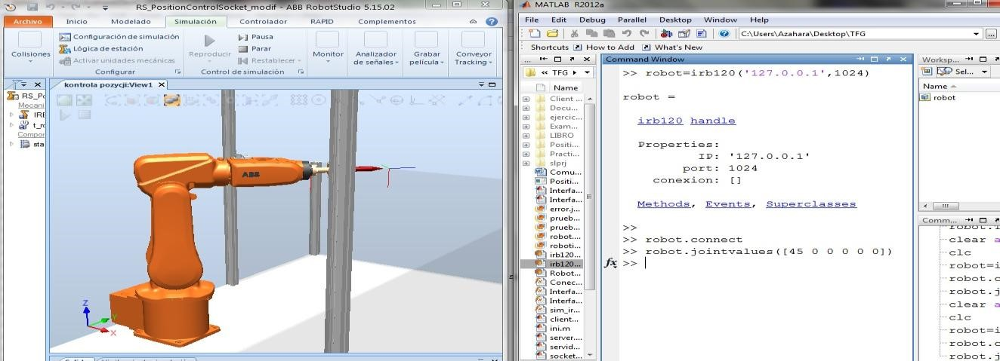 RS_PositionControlSocket_modif - ABB RobotStudio 5.15.02
Archivo Inicio Modelado Simulación Controlador RAPID Complementos
Colisiones
Configuración de simulación
Lógica de estación
Activar unidades mecánicas
Configurar
Reproducir
Pausa
Parar
Restablecer
Control de simulación
Monitor
Analizador de señales
Grabar película
Conveyor Tracking
kontrola pozycji:View1
RS_Po
Mecani
IRE
t_ro
Compor
sta
ABB
Z
Y
X
MATLAB R2012a
File Edit Debug Parallel Desktop Window Help
C:\Users\Azahara\Desktop\TFG
Shortcuts How to Add What's New
« TFG
Name
Client ...
Docu...
ejercic...
Exam...
LIBRO
Positi...
Practi...
slprj
Comu...
Positi...
Interfa...
Interfa...
error.j...
prueb...
prueb...
robot....
roboti...
irb120...
irb120...
Robot...
Conec...
Interfa...
Interfa...
sim_ir...
client...
ini.m
server...
servid...
socket...
Command Window
>> robot=irb120('127.0.0.1',1024)
robot =
irb120 handle
Properties:
IP: '127.0.0.1'
port: 1024
conexion: []
Methods, Events, Superclasses
>>
>> robot.connect
>> robot.jointvalues([45 0 0 0 0 0])
fx >>
Worksp...
Sel...
Name
robot
Comm...
clear a
clc
robot=i
robot.c
robot.j
clear a
clc
robot=i
robot.c
robot.j